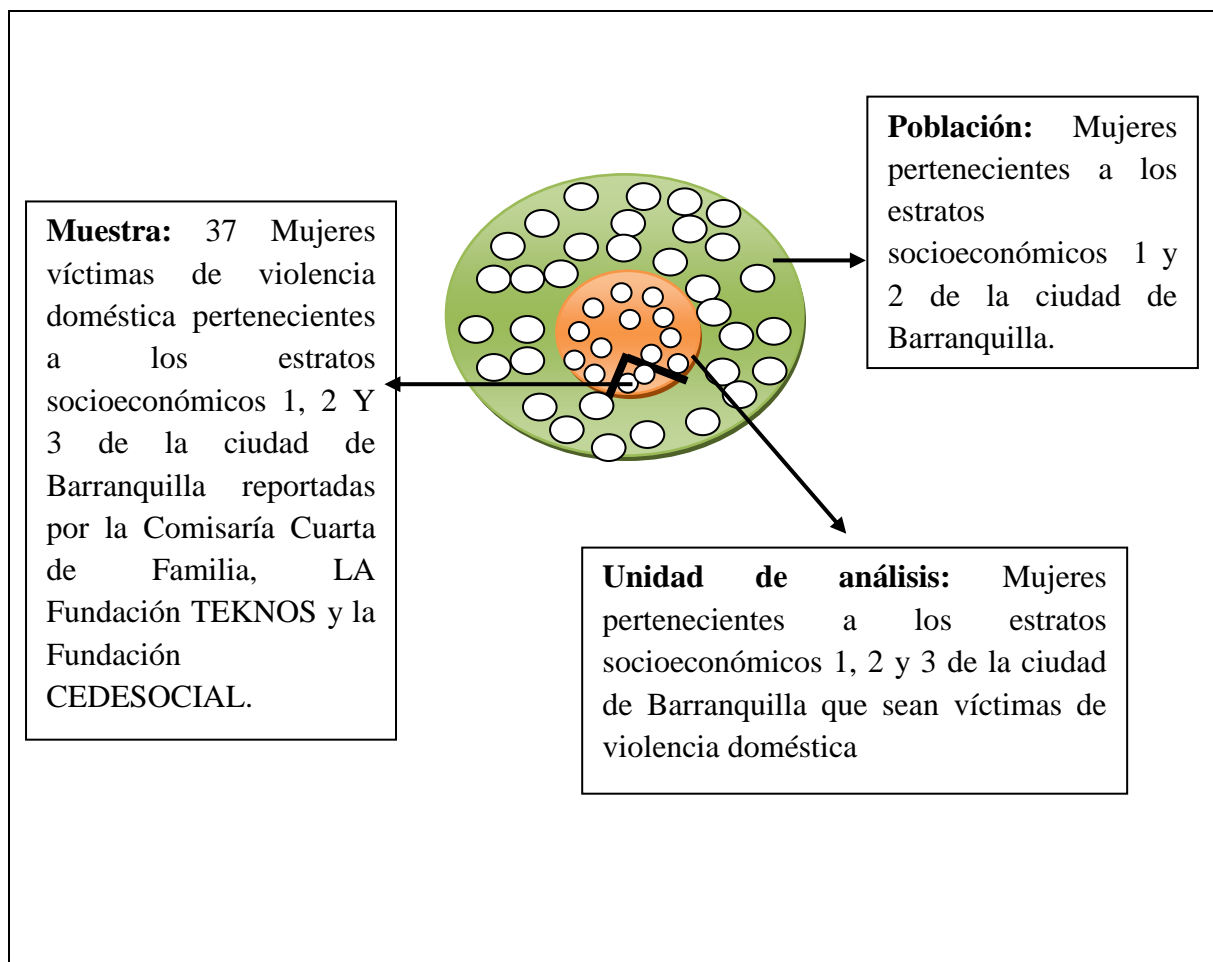 Población: Mujeres
pertenecientes a los
estratos
socioeconómicos 1 y
2 de la ciudad de
Barranquilla.
Muestra: 37 Mujeres
víctimas de violencia
doméstica pertenecientes
a los estratos
socioeconómicos 1, 2 Y
3 de la ciudad de
Barranquilla reportadas
por la Comisaría Cuarta
de Familia, LA
Fundación TEKNOS y la
Fundación
CEDESOCIAL.
Unidad de análisis: Mujeres
pertenecientes a los estratos
socioeconómicos 1, 2 y 3 de la ciudad
de Barranquilla que sean víctimas de
violencia doméstica